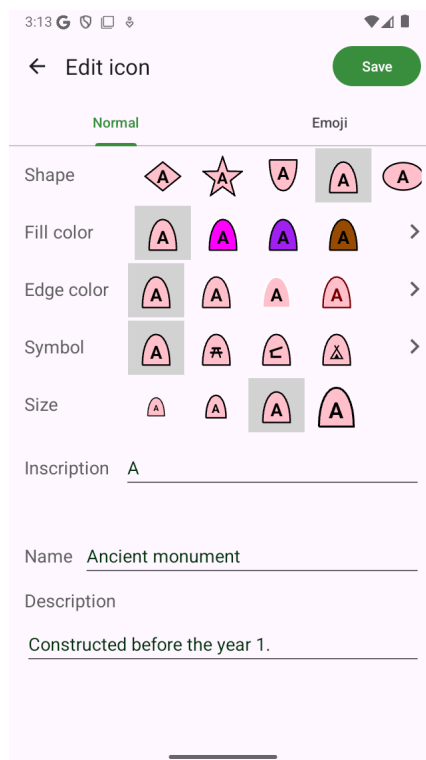 3:13
Edit icon
Save
Normal Emoji
Shape A A A A A
Fill color A A A A
Edge color A A A A
Symbol A
Size A A A A
Inscription A
Name Ancient monument
Description
Constructed before the year 1.